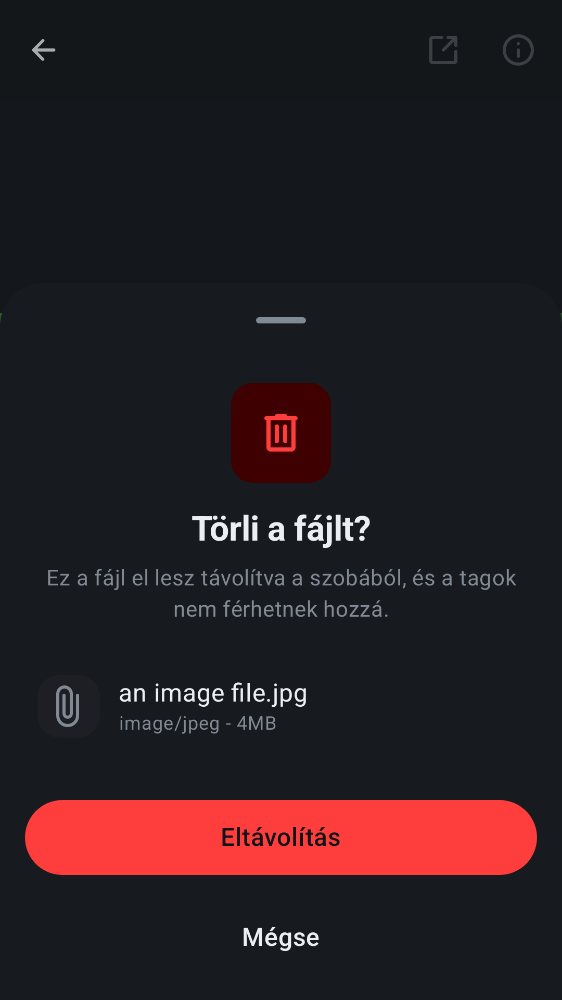 Törli a fájlt?
Ez a fájl el lesz távolítva a szobából, és a tagok
nem férhetnek hozzá.
an image file.jpg
image/jpeg - 4MB
Eltávolítás
Mégse